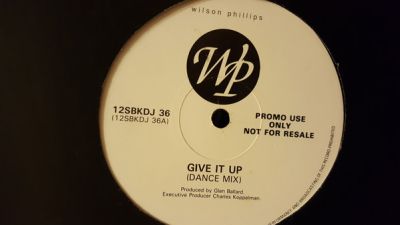 wilson phillips
WP
12SBKDJ 36
(12SBKDJ 36A)
PROMO USE
ONLY
NOT FOR RESALE
GIVE IT UP
(DANCE MIX)
Produced by Glen Ballard.
Executive Producer Charles Koppelman.